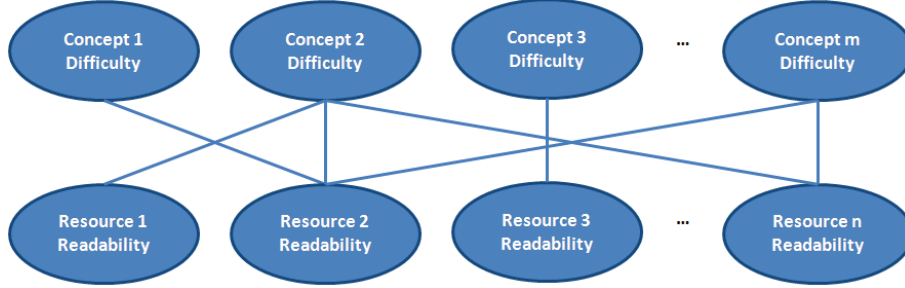 Concept 1
Difficulty
Concept 2
Difficulty
Concept 3
Difficulty
...
Concept m
Difficulty
Resource 1
Readability
Resource 2
Readability
Resource 3
Readability
...
Resource n
Readability